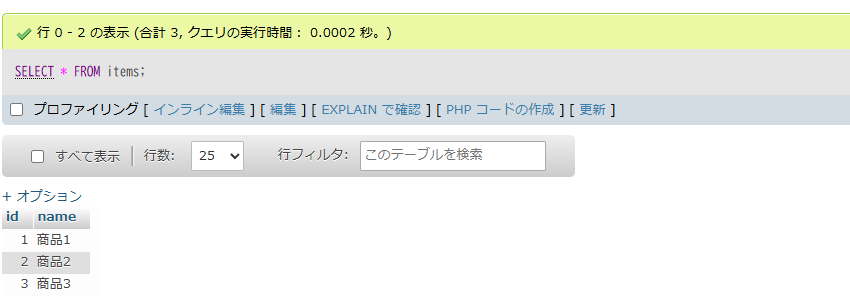 行 0 - 2 の表示 (合計 3, クエリの実行時間： 0.0002 秒。)
SELECT * FROM items;
プロファイリング [ インライン編集 ] [ 編集 ] [ EXPLAIN で確認 ] [ PHP コードの作成 ] [ 更新 ]
すべて表示 行数: 25 行フィルタ: このテーブルを検索
+ オプション
id name
1 商品1
2 商品2
3 商品3